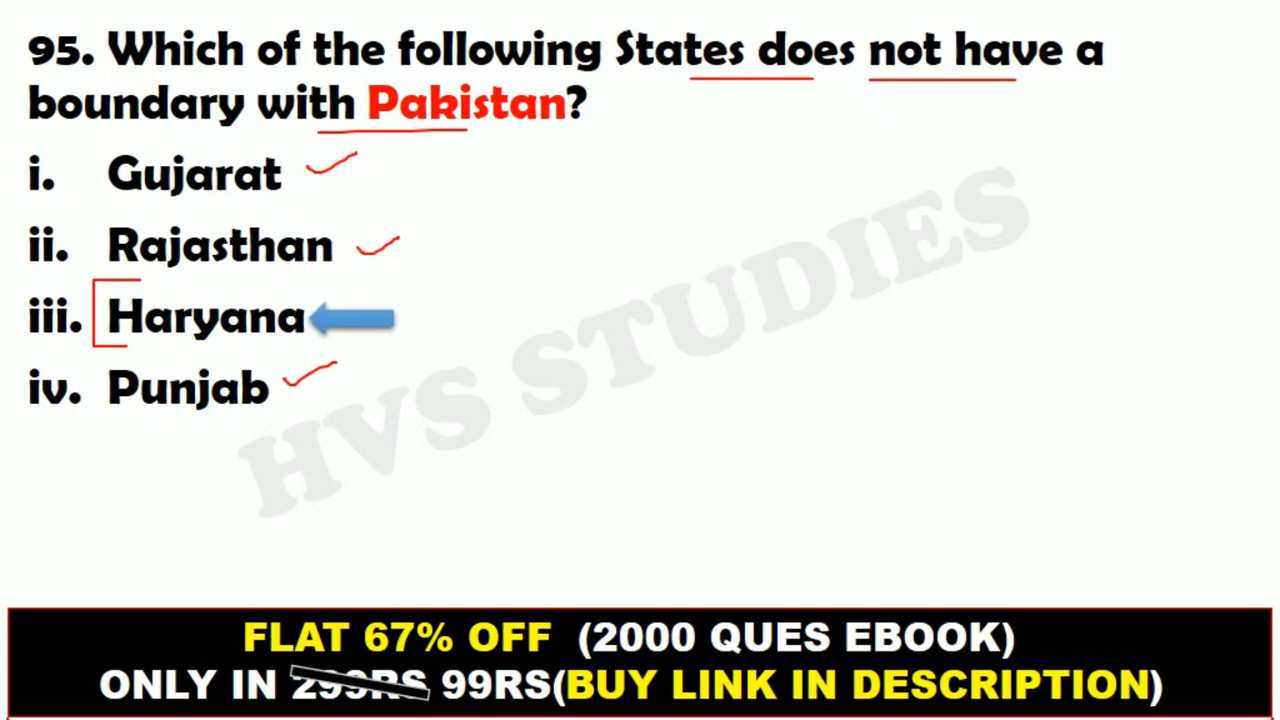 95. Which of the following States does not have a
boundary with Pakistan?
i. Gujarat
ii. Rajasthan
iii. Haryana
iv. Punjab
HVS STUDIES
FLAT 67% OFF (2000 QUES EBOOK)
ONLY IN 299RS 99RS(BUY LINK IN DESCRIPTION)